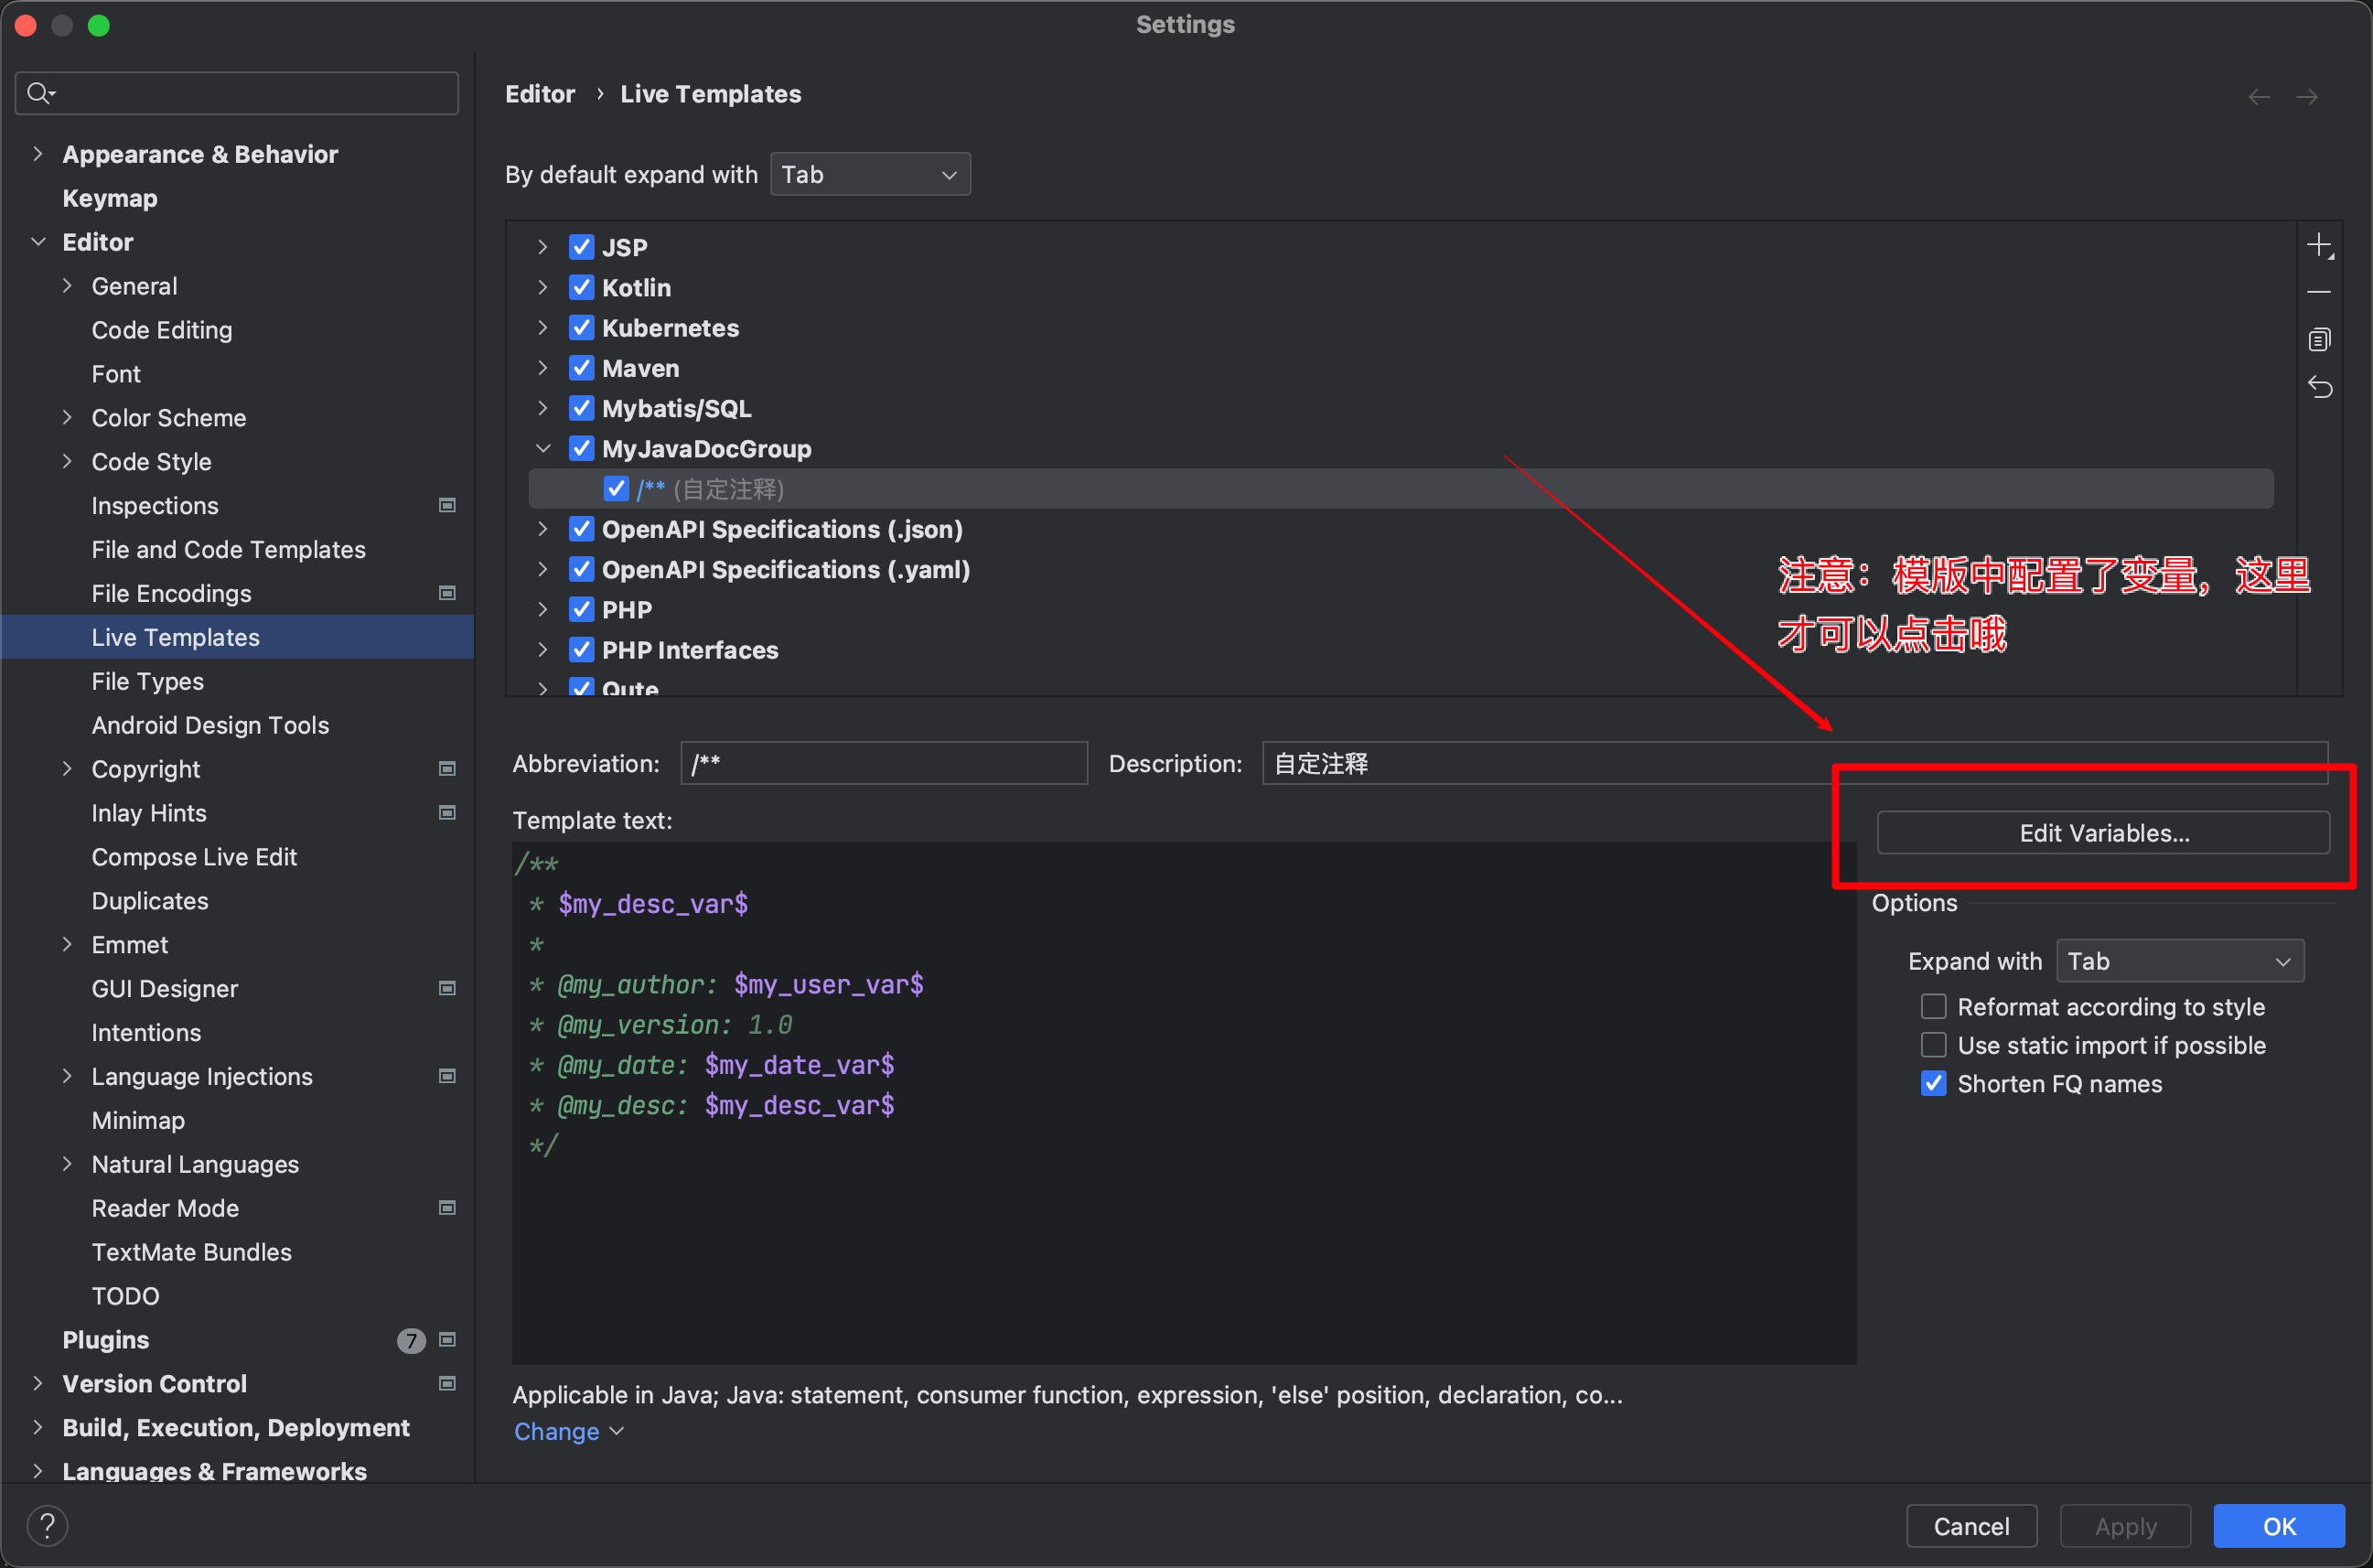 Settings
Appearance & Behavior
Keymap
Editor
General
Code Editing
Font
Color Scheme
Code Style
Inspections
File and Code Templates
File Encodings
Live Templates
File Types
Android Design Tools
Copyright
Inlay Hints
Compose Live Edit
Duplicates
Emmet
GUI Designer
Intentions
Language Injections
Minimap
Natural Languages
Reader Mode
TextMate Bundles
TODO
Plugins 7
Version Control
Build, Execution, Deployment
Languages & Frameworks
Editor › Live Templates
By default expand with Tab
JSP
Kotlin
Kubernetes
Maven
Mybatis/SQL
MyJavaDocGroup
/** (自定注释)
OpenAPI Specifications (.json)
OpenAPI Specifications (.yaml)
PHP
PHP Interfaces
Qute
注意：模版中配置了变量，这里
才可以点击哦
Abbreviation: /** Description: 自定注释
Template text:
/**
* $my_desc_var$
*
* @my_author: $my_user_var$
* @my_version: 1.0
* @my_date: $my_date_var$
* @my_desc: $my_desc_var$
*/
Edit Variables...
Options
Expand with Tab
Reformat according to style
Use static import if possible
Shorten FQ names
Applicable in Java; Java: statement, consumer function, expression, 'else' position, declaration, co...
Change
?
Cancel
Apply
OK